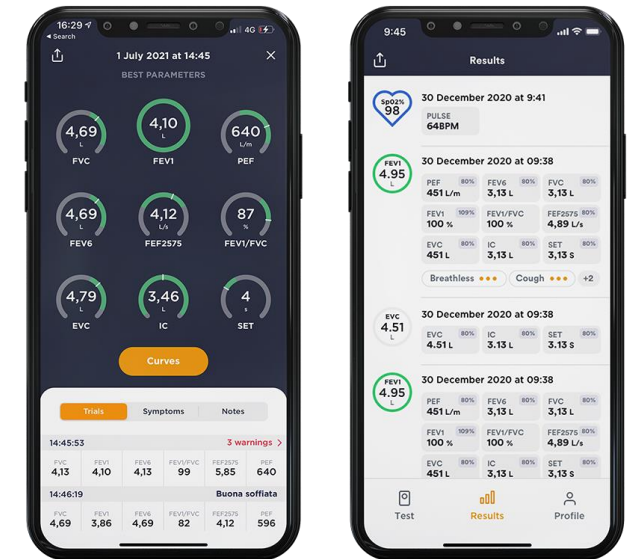 16:29
4G
Search
1 July 2021 at 14:45
BEST PARAMETERS
4,69
L
FVC
4,10
L
FEV1
640
L/m
PEF
4,69
L
FEV6
4,12
L/s
FEF2575
87
%
FEV1/FVC
4,79
L
EVC
3,46
L
IC
4
s
SET
Curves
Trials Symptoms Notes
14:45:53 3 warnings
FVC FEV1 FEV6 FEV1/FVC FEF2575 PEF
4,13 4,10 4,13 99 5,85 640
14:46:19 Buona soffiata
FVC FEV1 FEV6 FEV1/FVC FEF2575 PEF
4,69 3,86 4,69 82 4,12 596
9:45
Results
SpO2%
98
30 December 2020 at 9:41
PULSE
64BPM
FEV1
4.95
L
30 December 2020 at 09:38
PEF 80% FEV6 80% FVC 80%
451 L/m 3,13 L 3,13 L
FEV1 109% FEV1/FVC FEF2575 80%
100 % 100 % 4,89 L/s
EVC 80% IC 80% SET 80%
451 L 3,13 L 3,13 s
Breathless Cough +2
EVC
4.51
L
30 December 2020 at 09:38
EVC 80% IC 80% SET 80%
4.51 L 3.13 L 3.13 s
FEV1
4.95
L
30 December 2020 at 09:38
PEF 80% FEV6 80% FVC 80%
451 L/m 3,13 L 3,13 L
FEV1 109% FEV1/FVC FEF2575 80%
100 % 100 % 4,89 L/s
EVC 80% IC 80% SET 80%
451 L 3,13 L 3,13 s
Test Results Profile